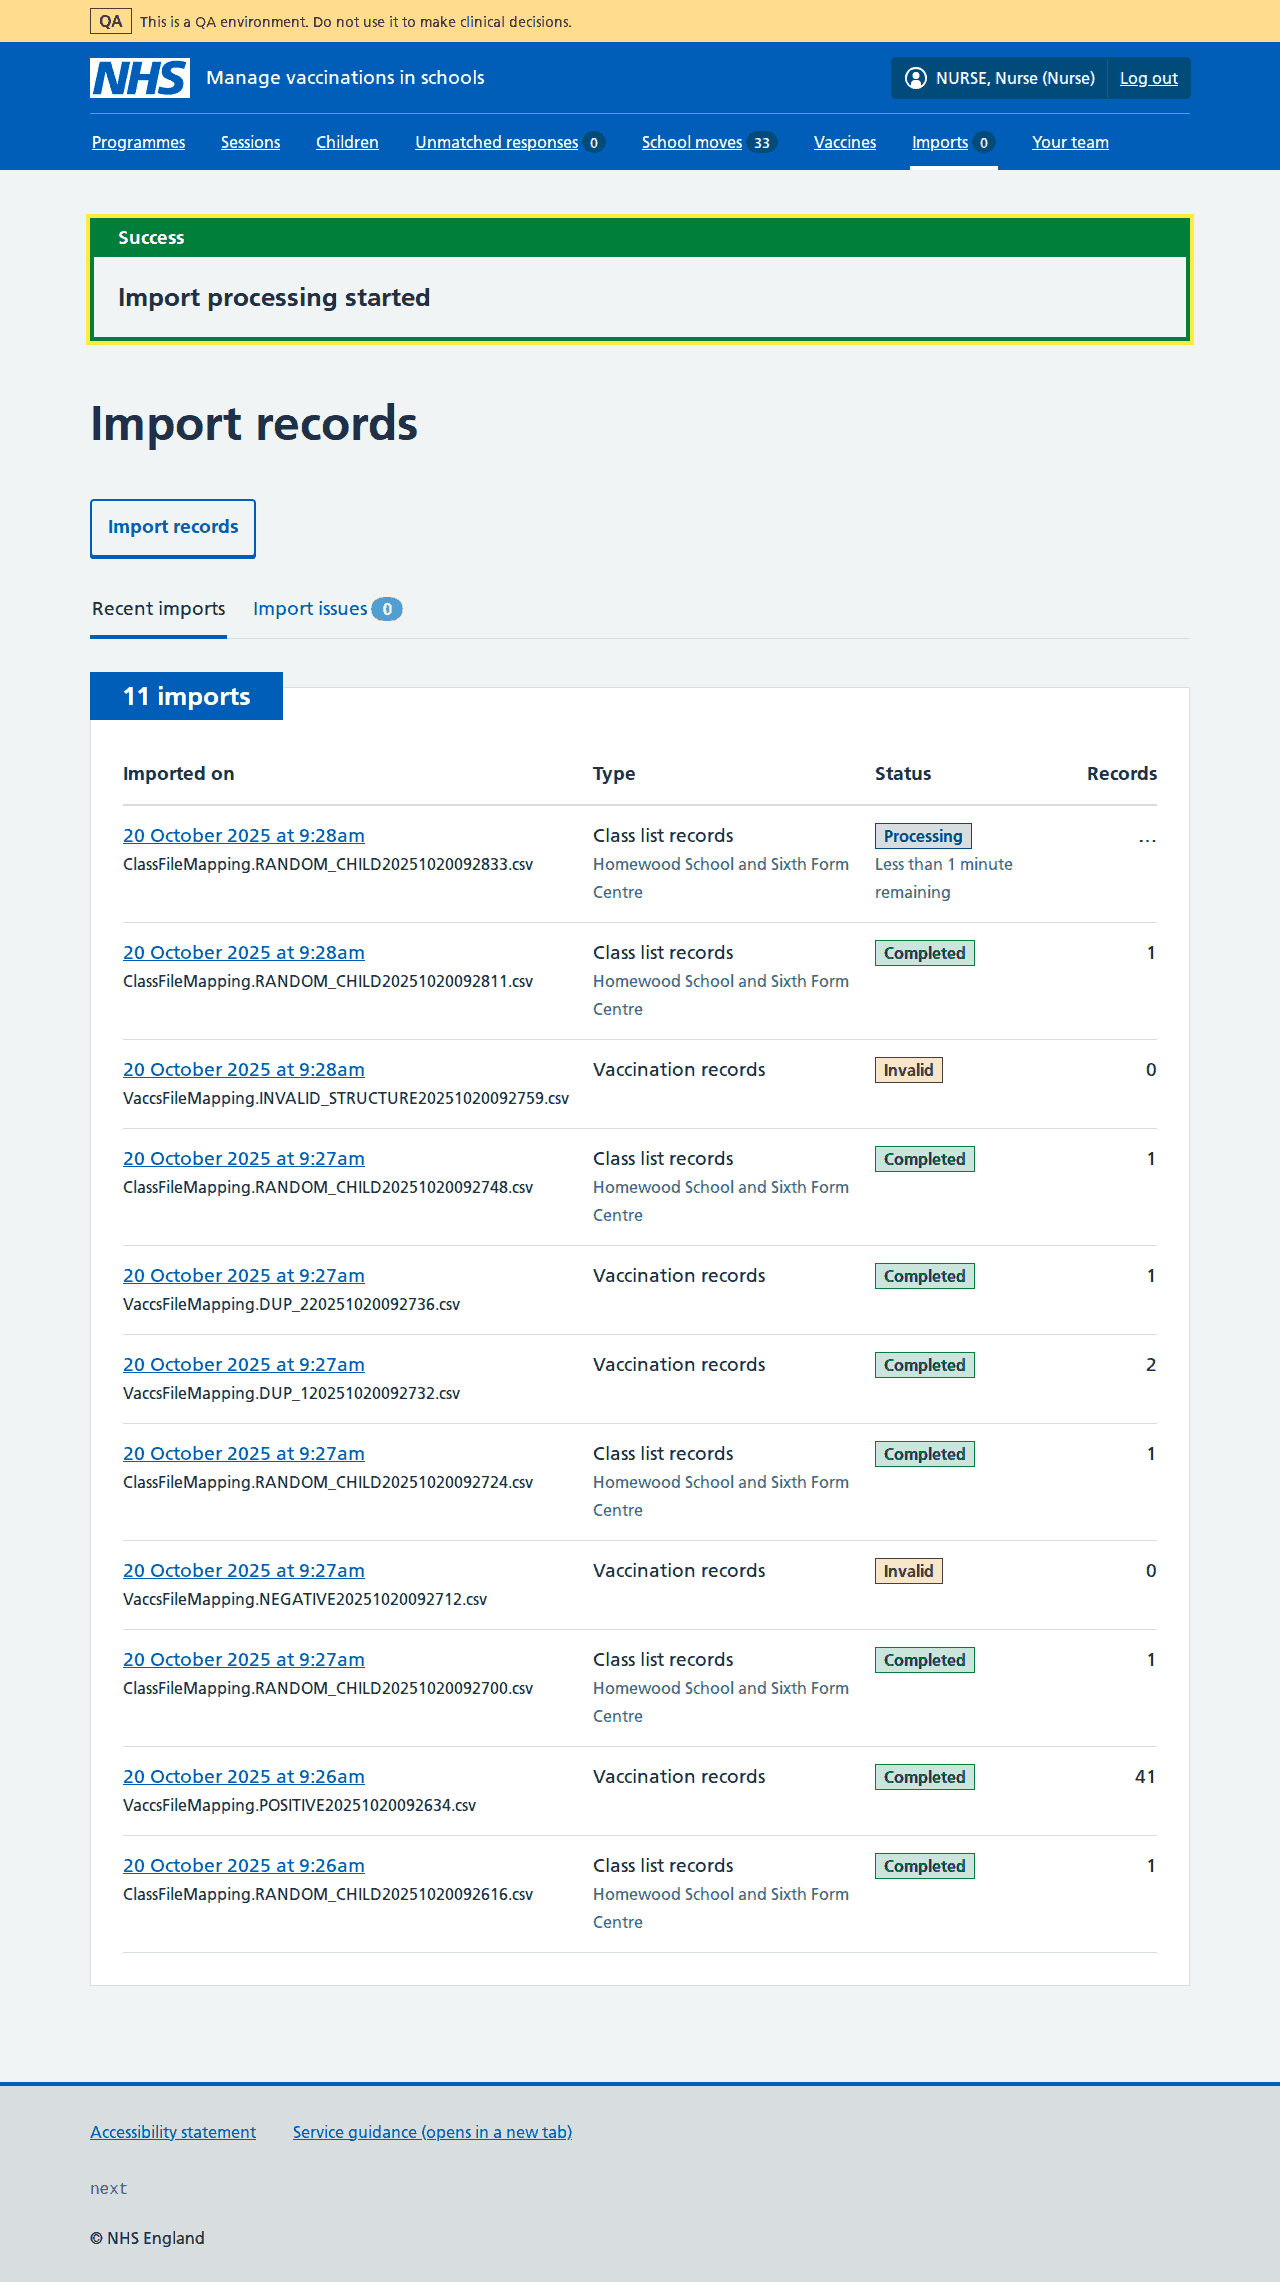 QA This is a QA environment. Do not use it to make clinical decisions.
NHS Manage vaccinations in schools NURSE, Nurse (Nurse) Log out
Programmes Sessions Children Unmatched responses 0 School moves 33 Vaccines Imports 0 Your team
Success
Import processing started
Import records
Import records
Recent imports Import issues 0
11 imports
Imported on Type Status Records
20 October 2025 at 9:28am Class list records Processing ...
ClassFileMapping.RANDOM_CHILD20251020092833.csv Homewood School and Sixth Form Less than 1 minute
Centre remaining
20 October 2025 at 9:28am Class list records Completed 1
ClassFileMapping.RANDOM_CHILD20251020092811.csv Homewood School and Sixth Form
Centre
20 October 2025 at 9:28am Vaccination records Invalid 0
VaccsFileMapping.INVALID_STRUCTURE20251020092759.csv
20 October 2025 at 9:27am Class list records Completed 1
ClassFileMapping.RANDOM_CHILD20251020092748.csv Homewood School and Sixth Form
Centre
20 October 2025 at 9:27am Vaccination records Completed 1
VaccsFileMapping.DUP_220251020092736.csv
20 October 2025 at 9:27am Vaccination records Completed 2
VaccsFileMapping.DUP_120251020092732.csv
20 October 2025 at 9:27am Class list records Completed 1
ClassFileMapping.RANDOM_CHILD20251020092724.csv Homewood School and Sixth Form
Centre
20 October 2025 at 9:27am Vaccination records Invalid 0
VaccsFileMapping.NEGATIVE20251020092712.csv
20 October 2025 at 9:27am Class list records Completed 1
ClassFileMapping.RANDOM_CHILD20251020092700.csv Homewood School and Sixth Form
Centre
20 October 2025 at 9:26am Vaccination records Completed 41
VaccsFileMapping.POSITIVE20251020092634.csv
20 October 2025 at 9:26am Class list records Completed 1
ClassFileMapping.RANDOM_CHILD20251020092616.csv Homewood School and Sixth Form
Centre
Accessibility statement Service guidance (opens in a new tab)
next
© NHS England